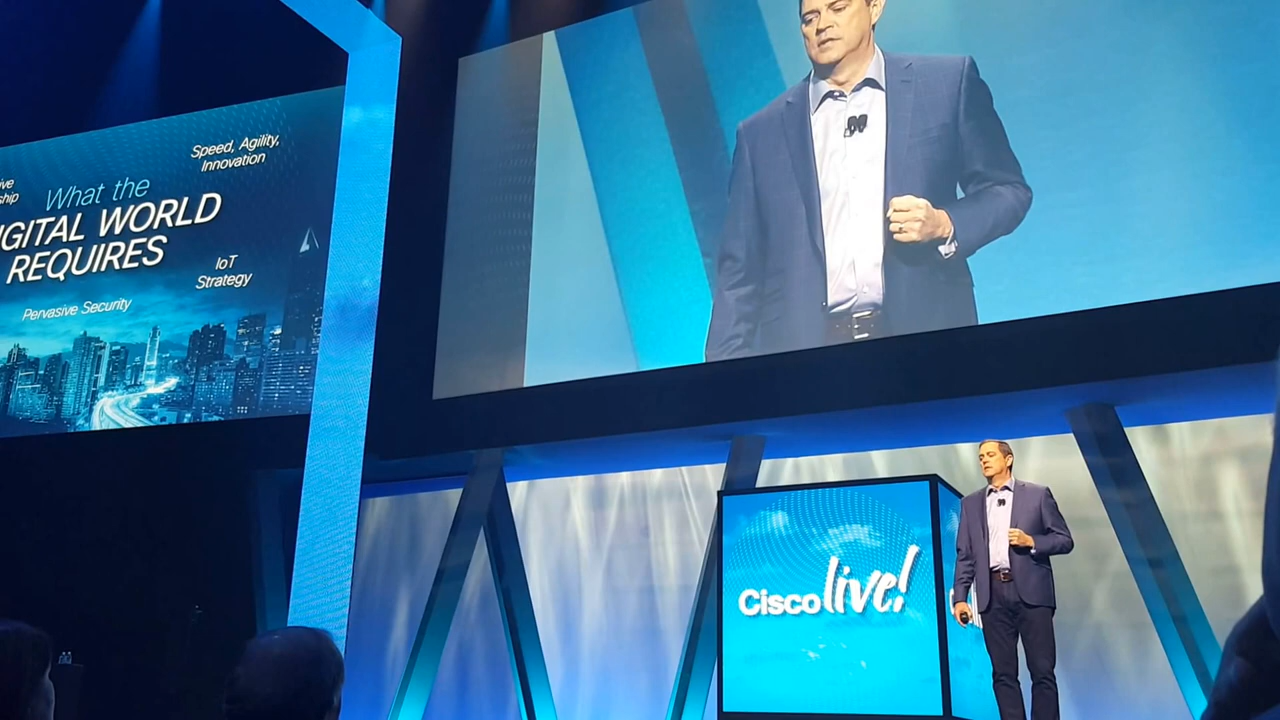 Speed, Agility,
Innovation
What the
IGITAL WORLD
REQUIRES
IoT
Strategy
Pervasive Security
Cisco live!